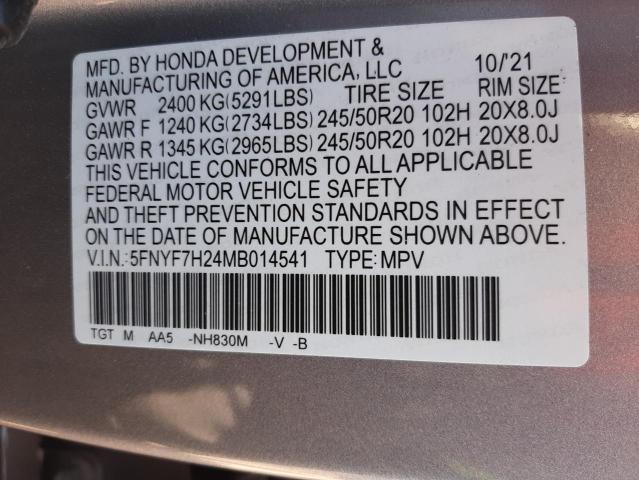 MFD. BY HONDA DEVELOPMENT &
MANUFACTURING OF AMERICA, LLC 10/'21
GVWR 2400 KG(5291LBS) TIRE SIZE RIM SIZE
GAWR F 1240 KG(2734LBS) 245/50R20 102H 20X8.0J
GAWR R 1345 KG(2965LBS) 245/50R20 102H 20X8.0J
THIS VEHICLE CONFORMS TO ALL APPLICABLE
FEDERAL MOTOR VEHICLE SAFETY
AND THEFT PREVENTION STANDARDS IN EFFECT
ON THE DATE OF MANUFACTURE SHOWN ABOVE.
V.I.N.:5FNYF7H24MB014541 TYPE:MPV
TGT M AA5 -NH830M -V -B